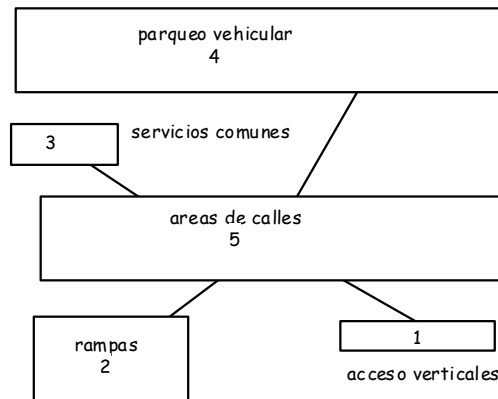 parqueo vehicular
4
3
servicios comunes
areas de calles
5
rampas
2
1
acceso verticales